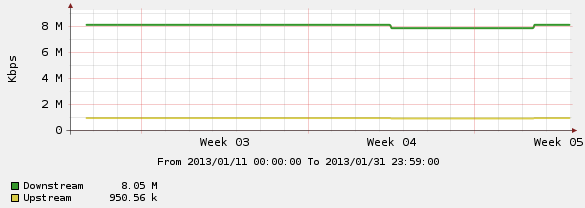 Kbps
8 M
6 M
4 M
2 M
0
Week 03 Week 04 Week 05
From 2013/01/11 00:00:00 To 2013/01/31 23:59:00
Downstream 8.05 M
Upstream 950.56 k